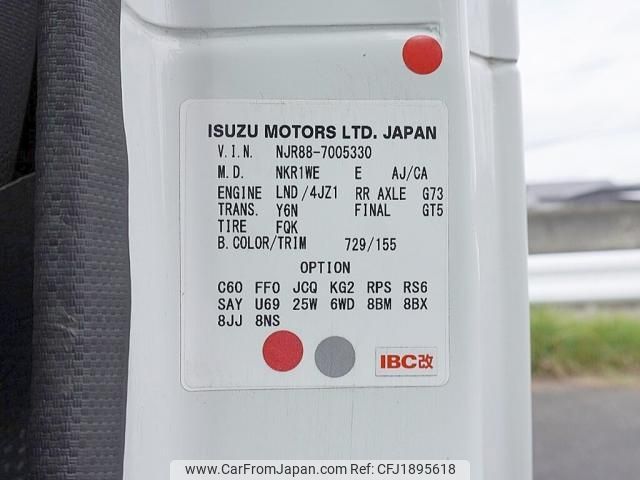 ISUZU MOTORS LTD. JAPAN
V.I.N. NJR88-7005330
M.D. NKR1WE E AJ/CA
ENGINE LND/4JZ1 RR AXLE G73
TRANS. Y6N FINAL GT5
TIRE FQK
B.COLOR/TRIM 729/155
OPTION
C60 FF0 JCQ KG2 RPS RS6
SAY U69 25W 6WD 8BM 8BX
8JJ 8NS
IBC改
www.CarFromJapan.com - CFJ1895618